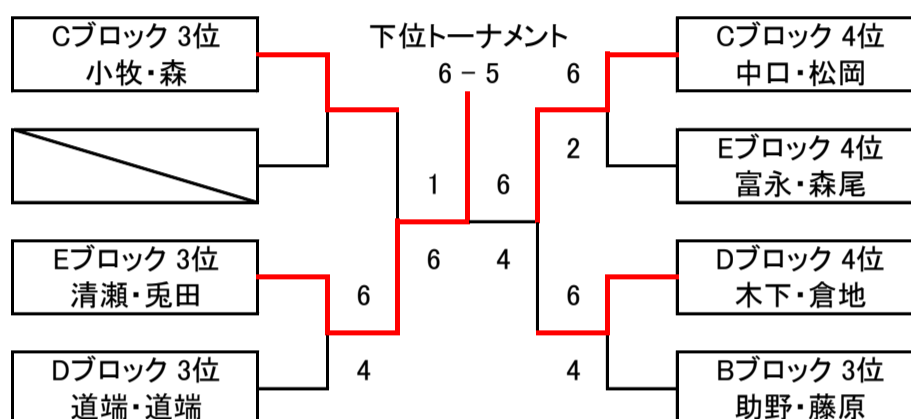 Cブロック 3位
小牧・森
下位トーナメント
6 - 5
Cブロック 4位
中口・松岡
6
2
Eブロック 4位
富永・森尾
1
6
6
4
Eブロック 3位
清瀬・兎田
6
4
Dブロック 3位
道端・道端
Dブロック 4位
木下・倉地
6
4
Bブロック 3位
助野・藤原